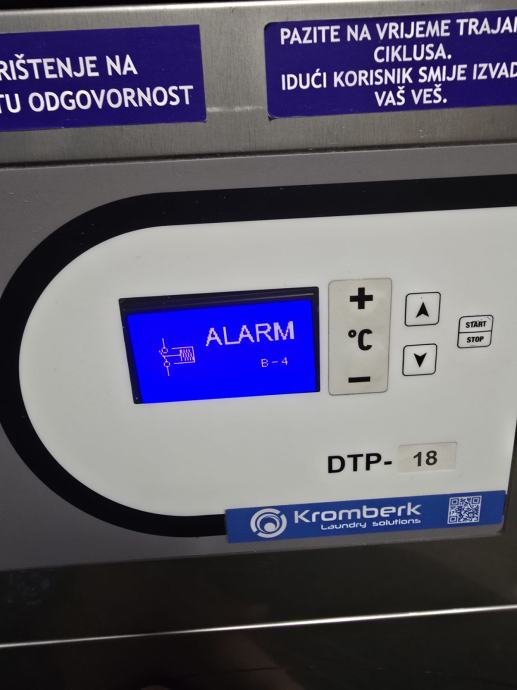 RIŠTENJE NA
TU ODGOVORNOST
PAZITE NA VRIJEME TRAJAN
CIKLUSA.
IDUĆI KORISNIK SMIJE IZVAD
VAŠ VEŠ.
ALARM
B-4
+
°C
−
START
STOP
DTP- 18
Kromberk
Laundry solutions